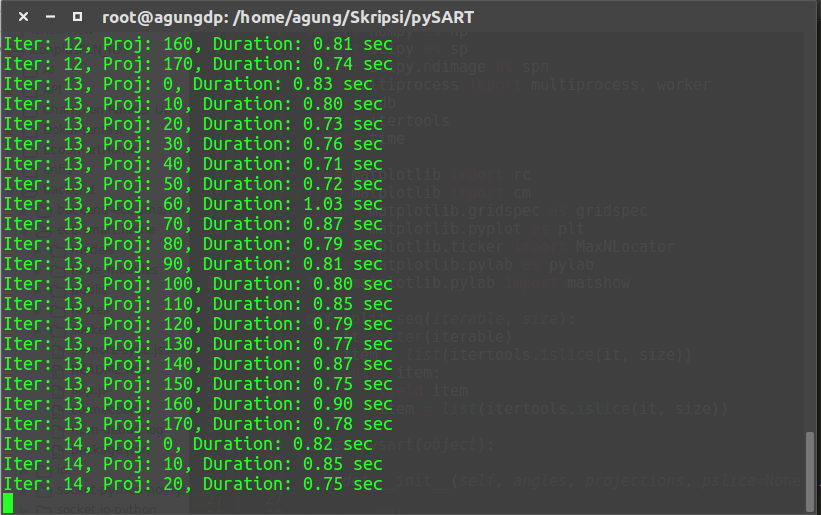 root@agungdp: /home/agung/Skripsi/pySART
Iter: 12, Proj: 160, Duration: 0.81 sec
Iter: 12, Proj: 170, Duration: 0.74 sec
Iter: 13, Proj: 0, Duration: 0.83 sec
Iter: 13, Proj: 10, Duration: 0.80 sec
Iter: 13, Proj: 20, Duration: 0.73 sec
Iter: 13, Proj: 30, Duration: 0.76 sec
Iter: 13, Proj: 40, Duration: 0.71 sec
Iter: 13, Proj: 50, Duration: 0.72 sec
Iter: 13, Proj: 60, Duration: 1.03 sec
Iter: 13, Proj: 70, Duration: 0.87 sec
Iter: 13, Proj: 80, Duration: 0.79 sec
Iter: 13, Proj: 90, Duration: 0.81 sec
Iter: 13, Proj: 100, Duration: 0.80 sec
Iter: 13, Proj: 110, Duration: 0.85 sec
Iter: 13, Proj: 120, Duration: 0.79 sec
Iter: 13, Proj: 130, Duration: 0.77 sec
Iter: 13, Proj: 140, Duration: 0.87 sec
Iter: 13, Proj: 150, Duration: 0.75 sec
Iter: 13, Proj: 160, Duration: 0.90 sec
Iter: 13, Proj: 170, Duration: 0.78 sec
Iter: 14, Proj: 0, Duration: 0.82 sec
Iter: 14, Proj: 10, Duration: 0.85 sec
Iter: 14, Proj: 20, Duration: 0.75 sec